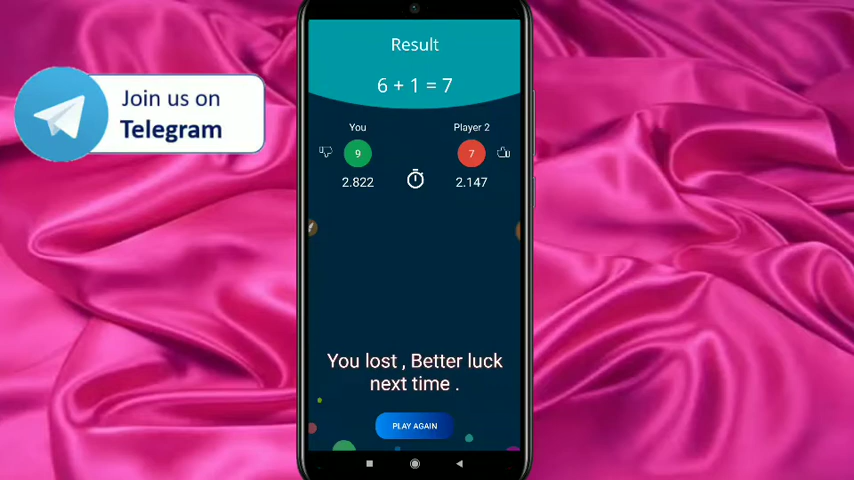 Join us on
Telegram
Result
6 + 1 = 7
You
Player 2
9
7
2.822
2.147
You lost , Better luck
next time .
PLAY AGAIN